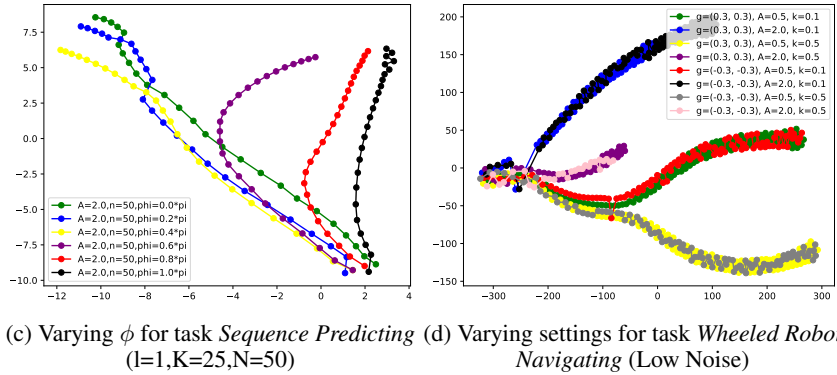 7.5
5.0
2.5
0.0
−2.5
−5.0
−7.5
−10.0
−12
−10
−8
−6
−4
−2
0
2
4
A=2.0,n=50,phi=0.0*pi
A=2.0,n=50,phi=0.2*pi
A=2.0,n=50,phi=0.4*pi
A=2.0,n=50,phi=0.6*pi
A=2.0,n=50,phi=0.8*pi
A=2.0,n=50,phi=1.0*pi
200
150
100
50
0
−50
−100
−150
−300
−200
−100
0
100
200
300
g=(0.3, 0.3), A=0.5, k=0.1
g=(0.3, 0.3), A=2.0, k=0.1
g=(0.3, 0.3), A=0.5, k=0.5
g=(0.3, 0.3), A=2.0, k=0.5
g=(-0.3, -0.3), A=0.5, k=0.1
g=(-0.3, -0.3), A=2.0, k=0.1
g=(-0.3, -0.3), A=0.5, k=0.5
g=(-0.3, -0.3), A=2.0, k=0.5
(c) Varying ϕ for task Sequence Predicting
(l=1,K=25,N=50)
(d) Varying settings for task Wheeled Robo
Navigating (Low Noise)